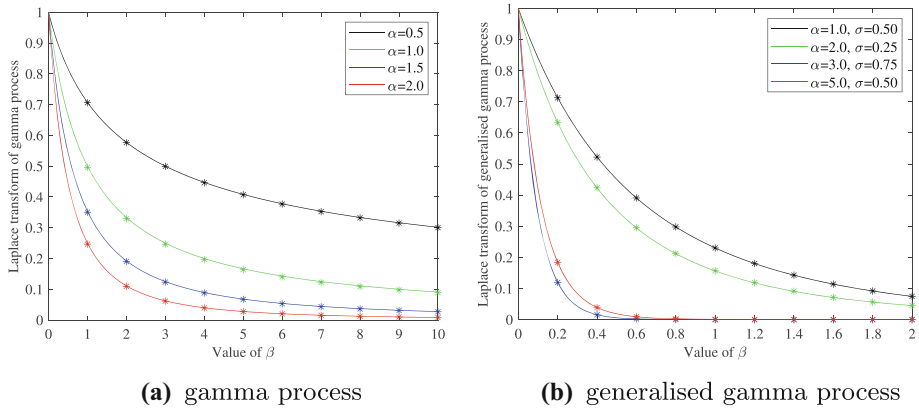 Laplace transform of gamma process
1
0.9
0.8
0.7
0.6
0.5
0.4
0.3
0.2
0.1
0
α=0.5
α=1.0
α=1.5
α=2.0
0 1 2 3 4 5 6 7 8 9 10
Value of β
(a) gamma process
Laplace transform of generalised gamma process
1
0.9
0.8
0.7
0.6
0.5
0.4
0.3
0.2
0.1
0
α=1.0, σ=0.50
α=2.0, σ=0.25
α=3.0, σ=0.75
α=5.0, σ=0.50
0 0.2 0.4 0.6 0.8 1 1.2 1.4 1.6 1.8 2
Value of β
(b) generalised gamma process